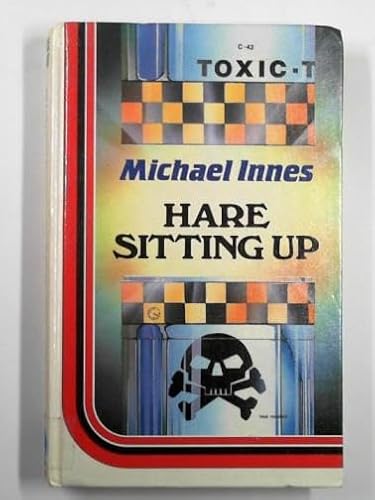 C-42
TOXIC-T
Michael Innes
HARE
SITTING UP